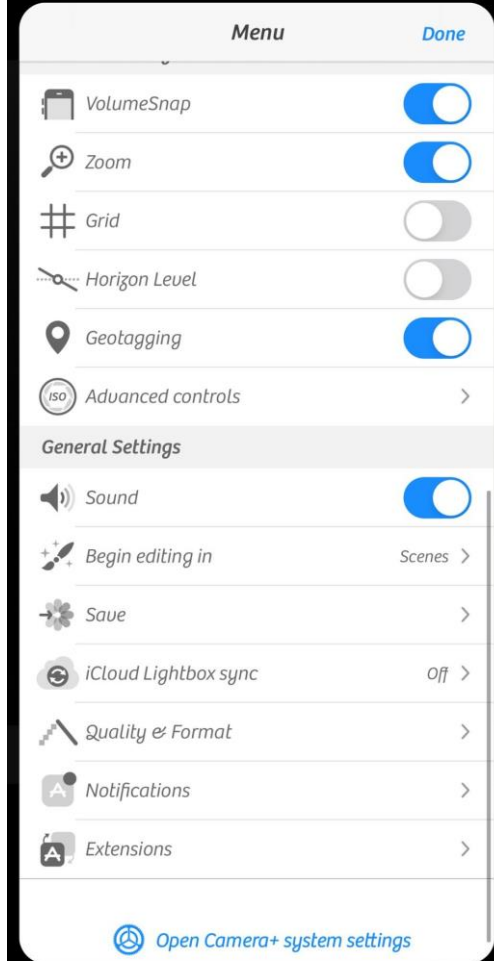 Menu
Done
VolumeSnap
Zoom
Grid
Horizon Level
Geotagging
ISO
Advanced controls
General Settings
Sound
Begin editing in
Scenes
Save
iCloud Lightbox sync
Off
Quality & Format
Notifications
Extensions
Open Camera+ system settings